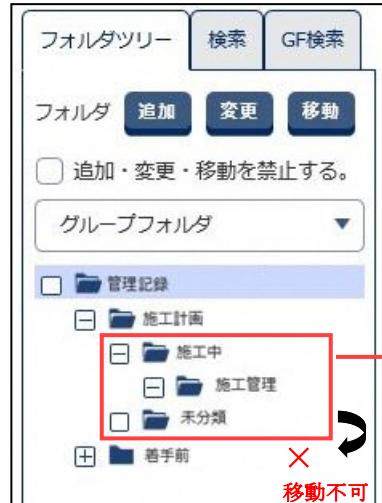 フォルダツリー 検索 GF検索
フォルダ 追加 変更 移動
追加・変更・移動を禁止する。
グループフォルダ
管理記録
施工計画
施工中
施工管理
未分類
着手前
移動不可